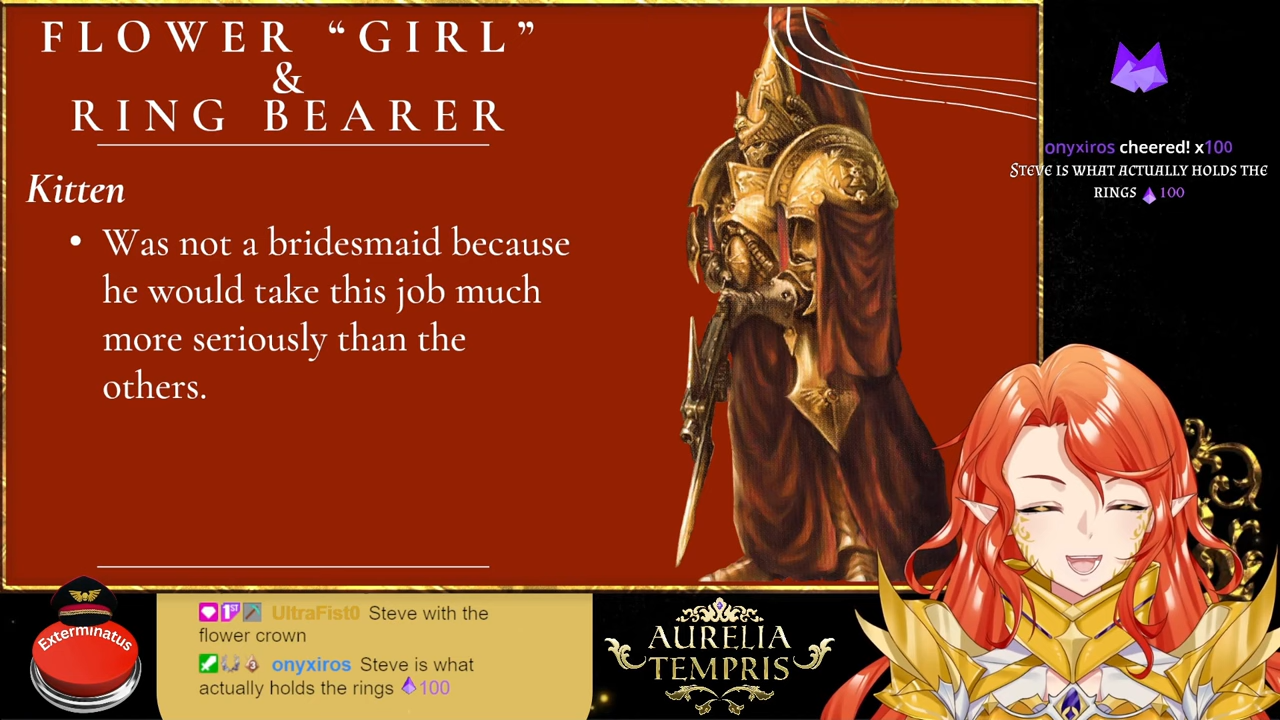 FLOWER “GIRL”
&
RING BEARER
Kitten
• Was not a bridesmaid because
he would take this job much
more seriously than the
others.
onyxiros cheered! x100
Steve is what actually holds the
rings 100
Exterminatus
1ST UltraFist0 Steve with the
flower crown
onyxiros Steve is what
actually holds the rings 100
AURELIA
TEMPRIS